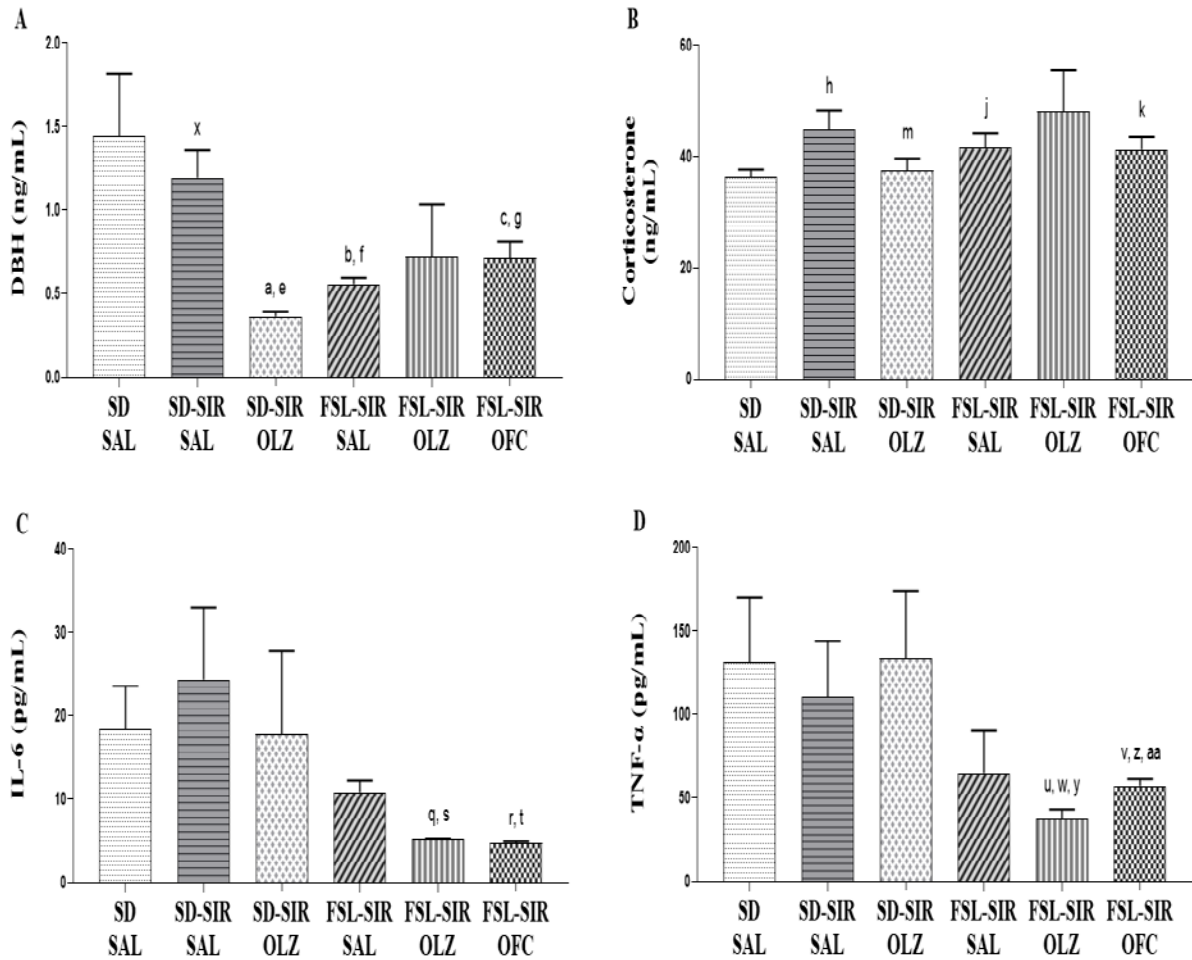 A
DBH (ng/mL)
2.0
1.5
1.0
0.5
0.0
x
a, e
b, f
c, g
SD SD-SIR SD-SIR FSL-SIR FSL-SIR FSL-SIR
SAL SAL OLZ SAL OLZ OFC
B
Corticosterone
(ng/mL)
60
40
20
0
h
m
j
k
SD SD-SIR SD-SIR FSL-SIR FSL-SIR FSL-SIR
SAL SAL OLZ SAL OLZ OFC
C
IL-6 (pg/mL)
40
30
20
10
0
q, s
r, t
SD SD-SIR SD-SIR FSL-SIR FSL-SIR FSL-SIR
SAL SAL OLZ SAL OLZ OFC
D
TNF-α (pg/mL)
200
150
100
50
0
u, w, y
v, z, aa
SD SD-SIR SD-SIR FSL-SIR FSL-SIR FSL-SIR
SAL SAL OLZ SAL OLZ OFC